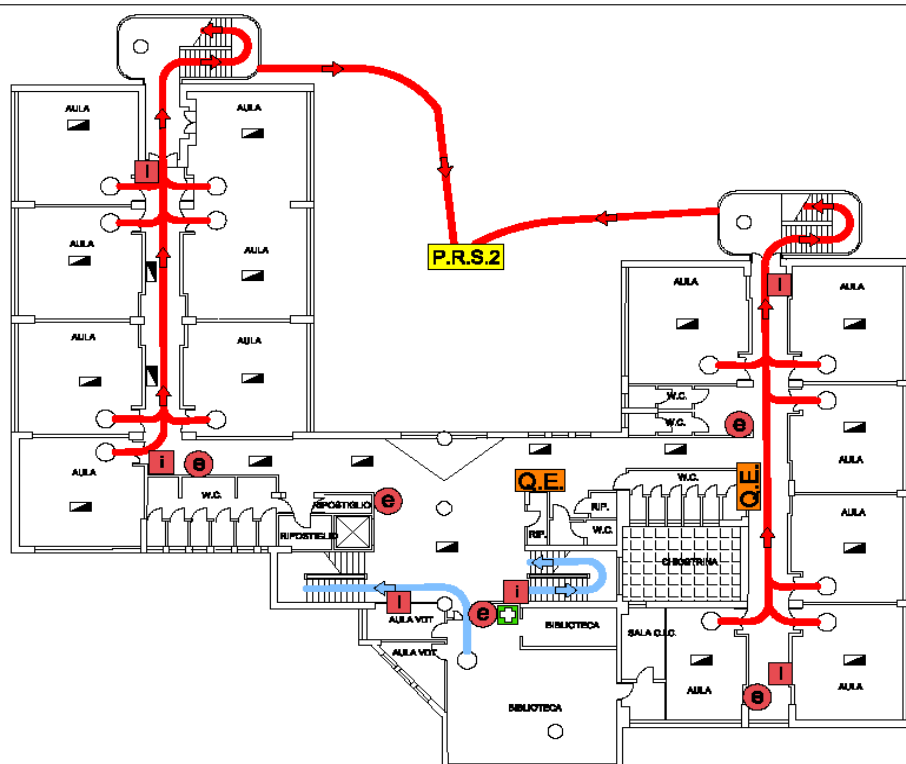 AULA
AULA
P.R.S.2
I
AULA
AULA
I
AULA
AULA
AULA
AULA
W.C.
AULA
W.C.
e
i
e
AULA
W.C.
Q.E.
Q.E.
W.C.
e
RIPOSTIGLIO
RIP.
AULA
RIPOSTIGLIO
RIP.
W.C.
CHIOSTRINA
i
I
e
AULA VDT
BIBLIOTECA
SALA C.I.C.
AULA VDT
I
AULA
AULA
e
BIBLIOTECA